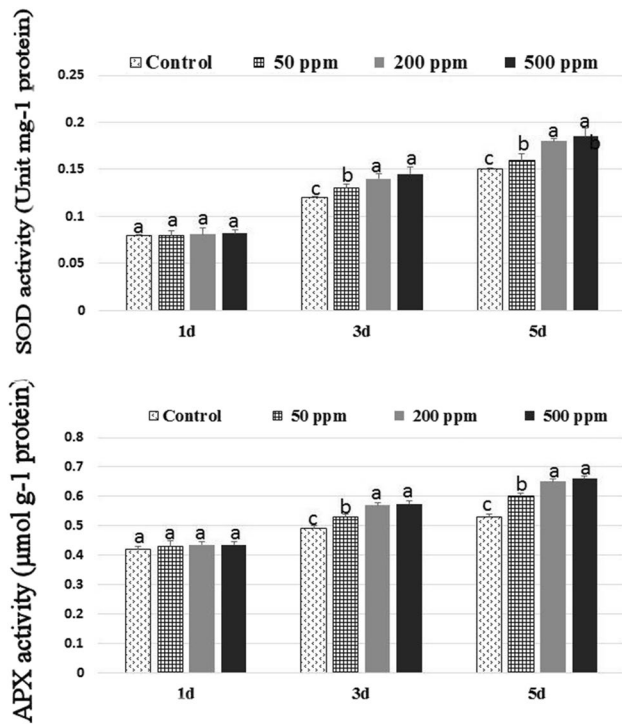 Control 50 ppm 200 ppm 500 ppm
SOD activity (Unit mg-1 protein)
0.25
0.2
0.15
0.1
0.05
0
a a a a
c b a a
c b a a b
1d 3d 5d
Control 50 ppm 200 ppm 500 ppm
APX activity (µmol g-1 protein)
0.8
0.7
0.6
0.5
0.4
0.3
0.2
0.1
0
a a a a
c b a a
c b a a
1d 3d 5d